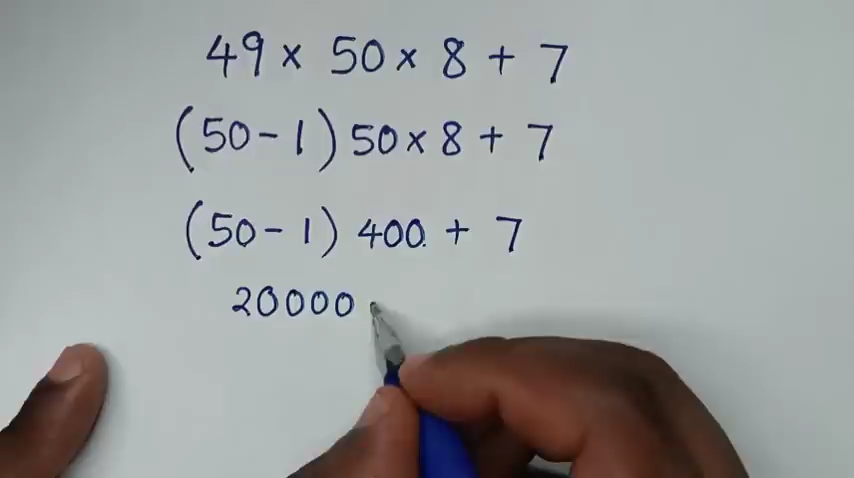 49 × 50 × 8 + 7
(50 - 1) 50 × 8 + 7
(50 - 1) 400 + 7
20000